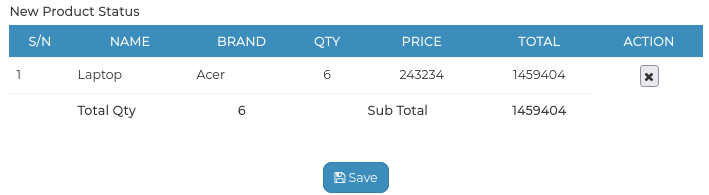 New Product Status
S/N NAME BRAND QTY PRICE TOTAL ACTION
1 Laptop Acer 6 243234 1459404
Total Qty 6 Sub Total 1459404
Save